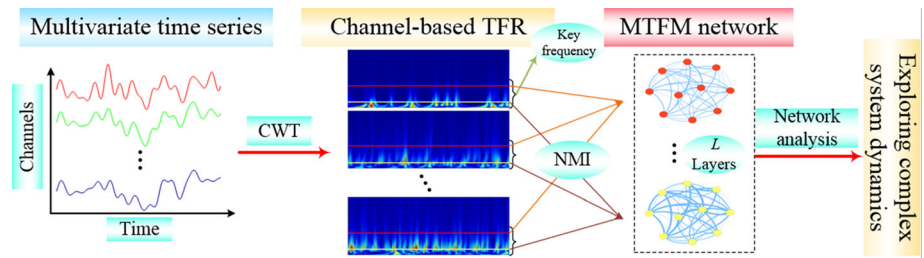 Multivariate time series
Channels
Time
CWT
Channel-based TFR
Key
frequency
NMI
MTFM network
L
Layers
Network
analysis
Exploring complex
system dynamics